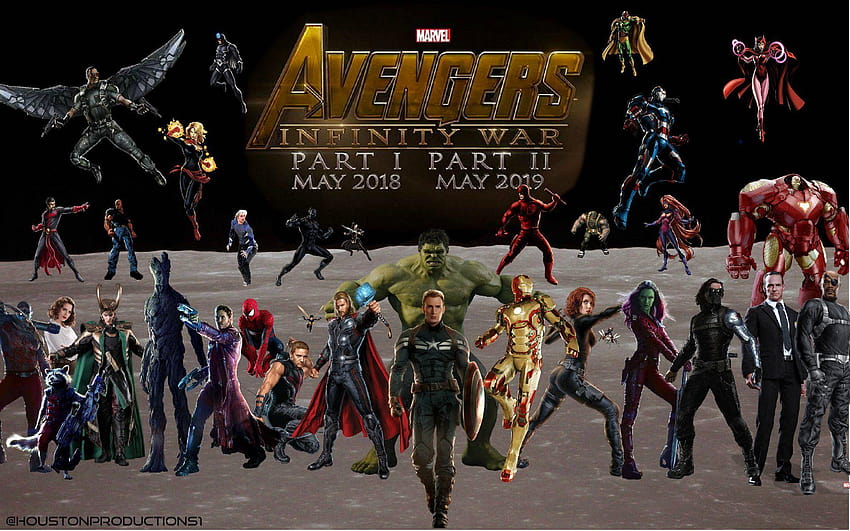 MARVEL
AVENGERS
INFINITY WAR
PART I PART II
MAY 2018 MAY 2019
@HOUSTONPRODUCTIONS1